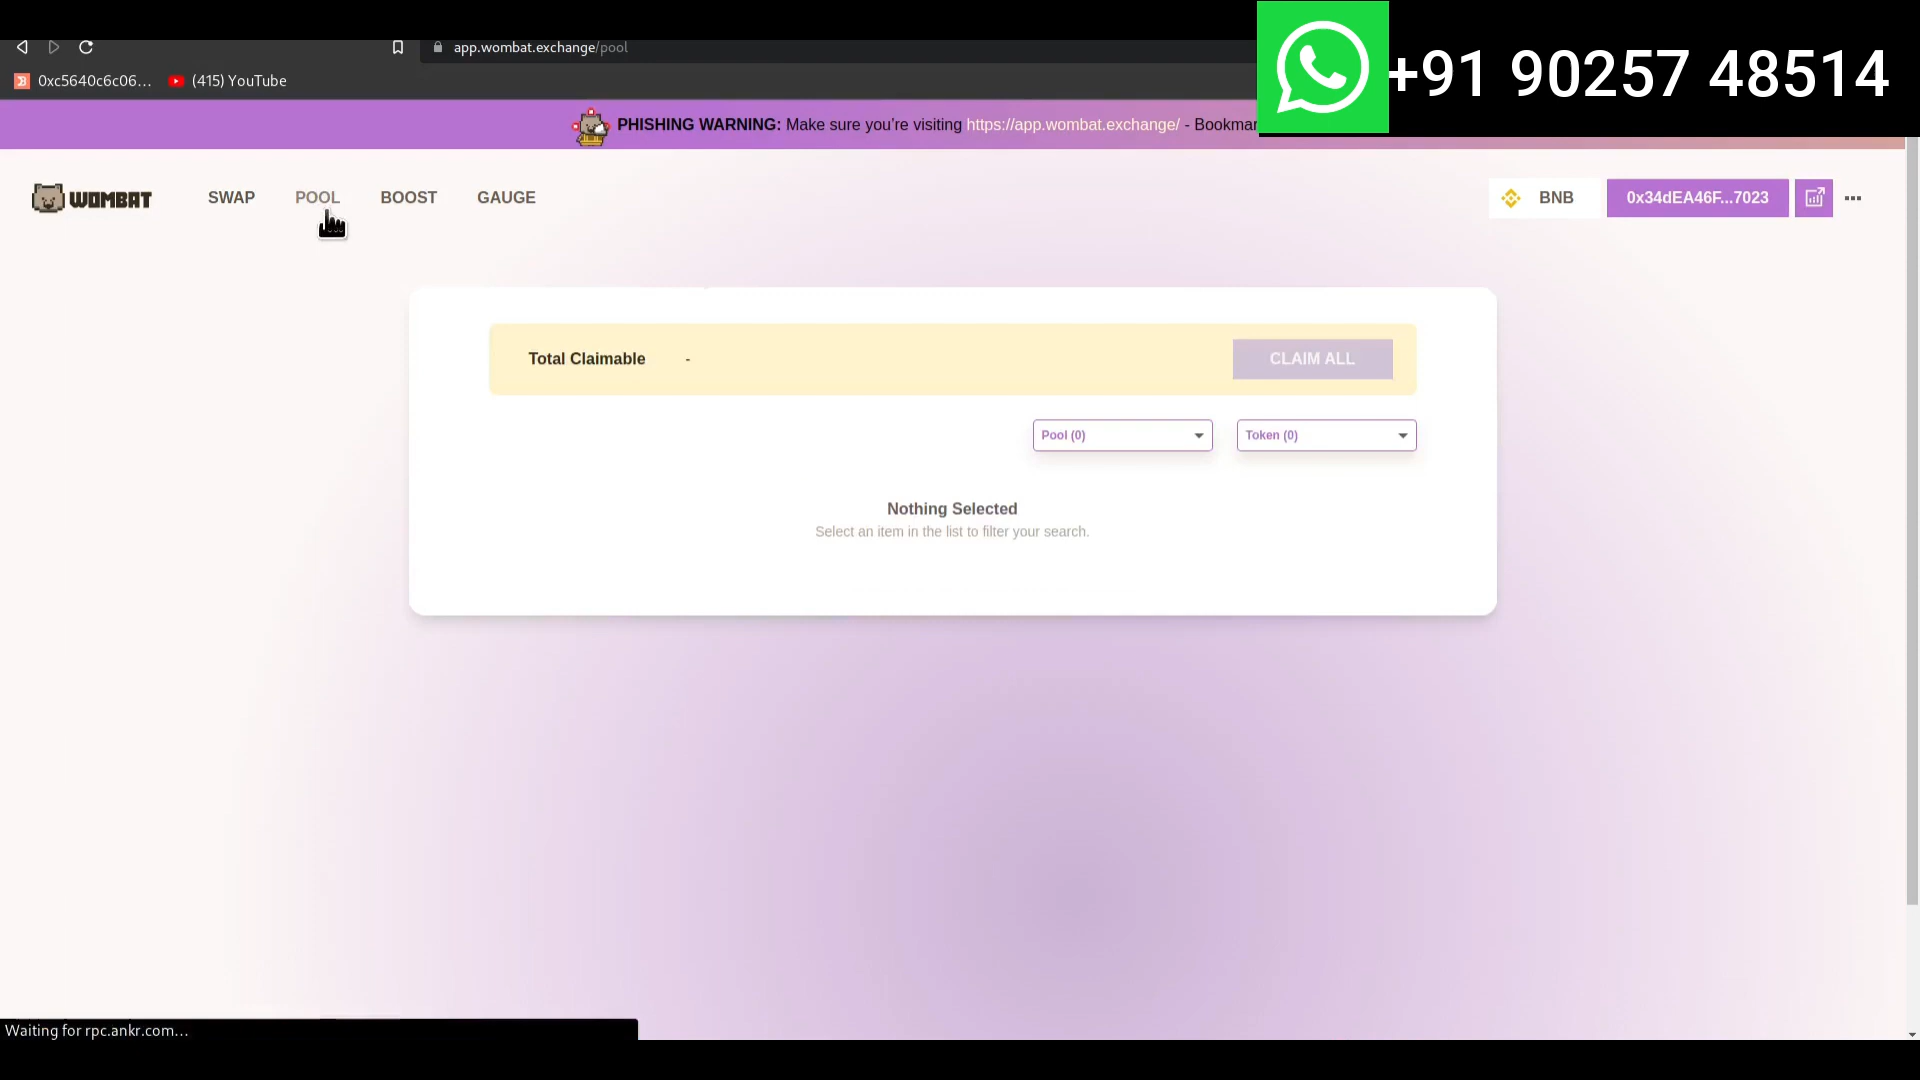 app.wombat.exchange/pool
+91 90257 48514
0xc5640c6c06...
(415) YouTube
PHISHING WARNING: Make sure you're visiting https://app.wombat.exchange/ - Bookmar
WOMBAT
SWAP
POOL
BOOST
GAUGE
BNB
0x34dEA46F...7023
Total Claimable
-
CLAIM ALL
Pool (0)
Token (0)
Nothing Selected
Select an item in the list to filter your search.
Waiting for rpc.ankr.com...